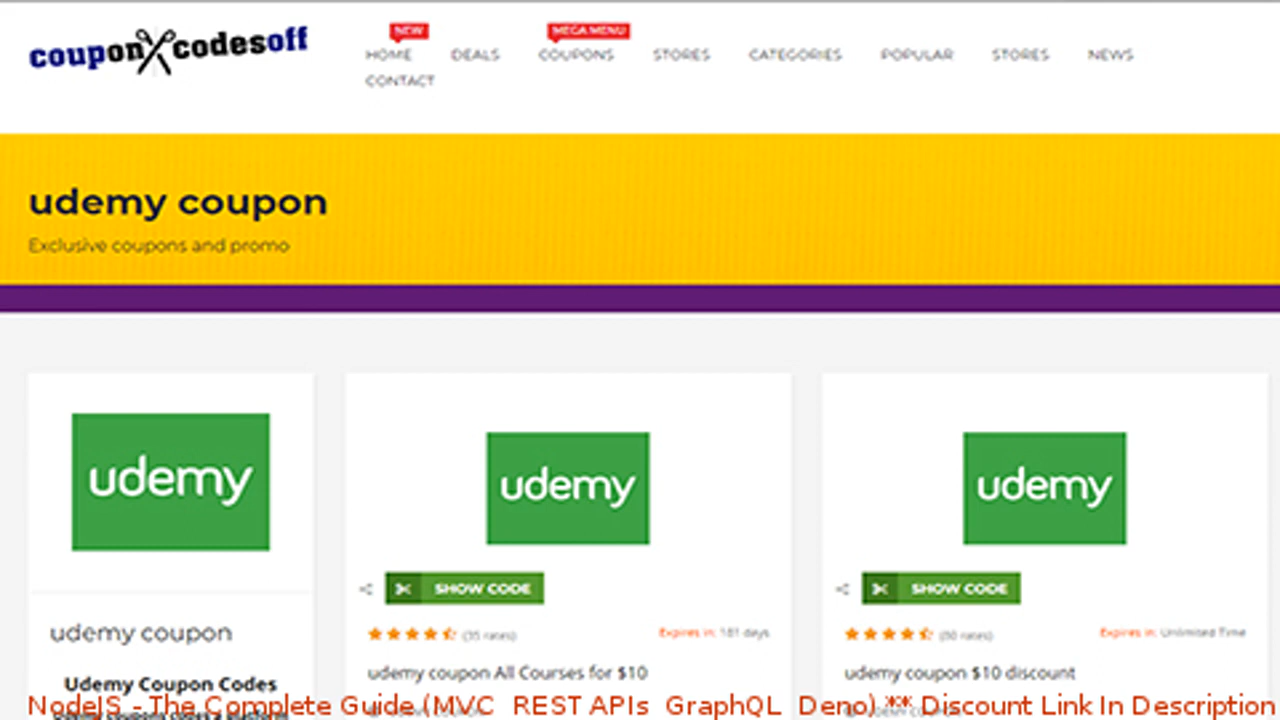 couponcodesoff
NEW
MEGA MENU
HOME DEALS COUPONS STORES CATEGORIES POPULAR STORES NEWS
CONTACT
udemy coupon
Exclusive coupons and promo
udemy
udemy
udemy
SHOW CODE
SHOW CODE
(35 rates)
Expires in: 181 days
(80 rates)
Expires in: Unlimited Time
udemy coupon
udemy coupon All Courses for $10
udemy coupon $10 discount
Udemy Coupon Codes
NodeJS - The Complete Guide (MVC REST APIs GraphQL Deno) ** Discount Link In Description